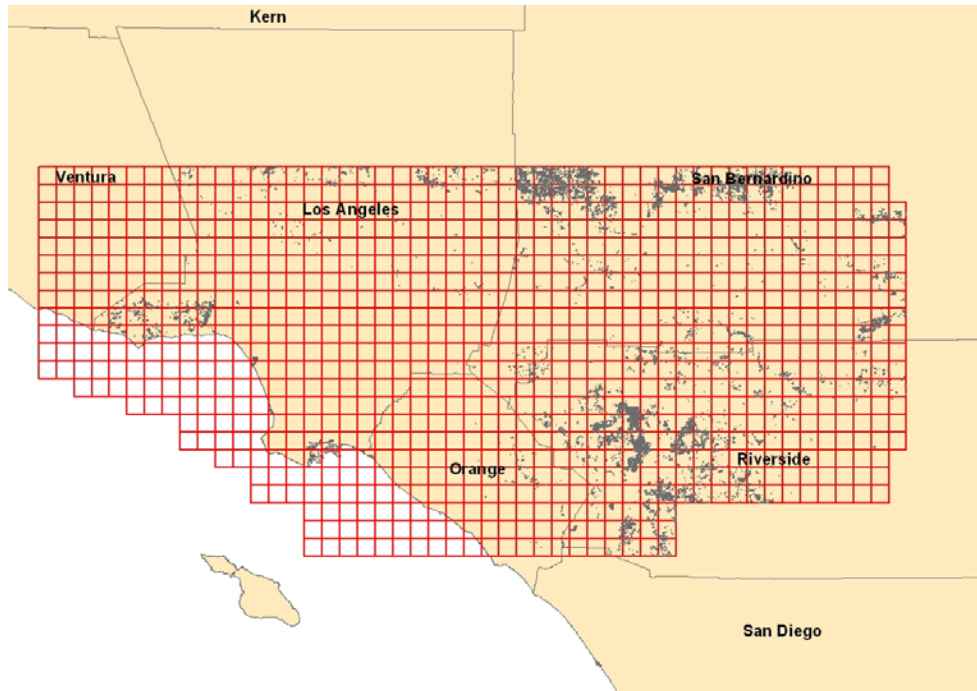 Kern
Ventura
San Bernardino
Los Angeles
Orange
Riverside
San Diego